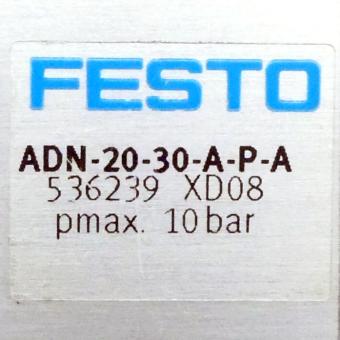 FESTO
ADN-20-30-A-P-A
536239 XD08
pmax. 10 bar